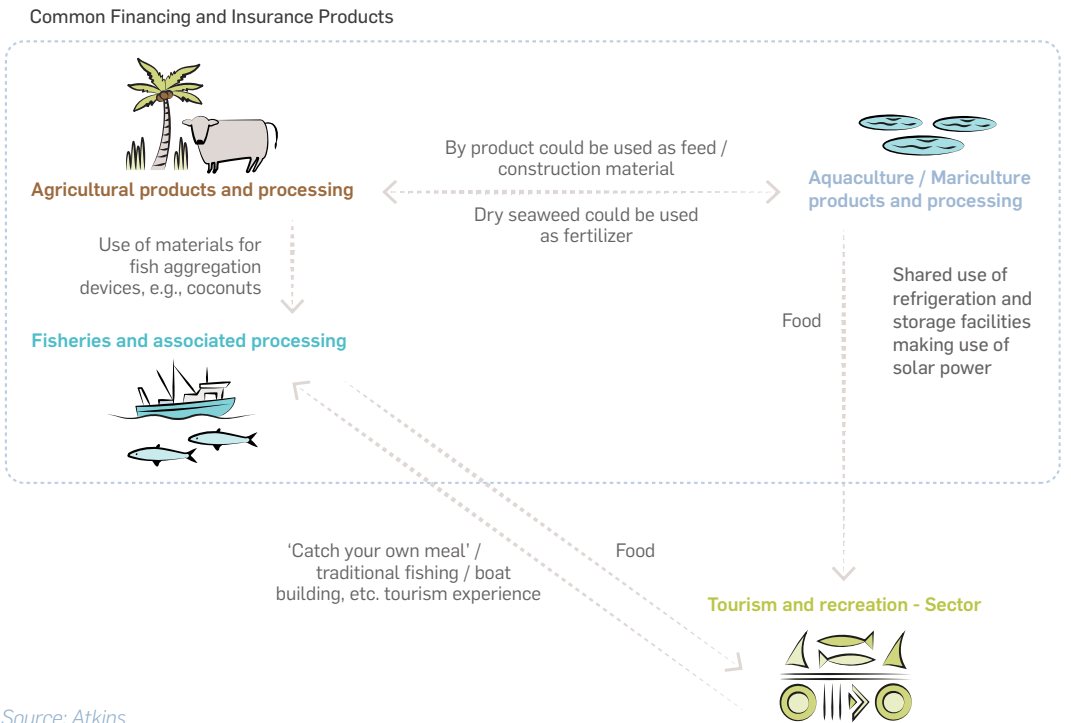 Common Financing and Insurance Products
Agricultural products and processing
By product could be used as feed /
construction material
Dry seaweed could be used
as fertilizer
Aquaculture / Mariculture
products and processing
Use of materials for
fish aggregation
devices, e.g., coconuts
Fisheries and associated processing
Food
Shared use of
refrigeration and
storage facilities
making use of
solar power
‘Catch your own meal’ /
traditional fishing / boat
building, etc. tourism experience
Food
Tourism and recreation - Sector
Source: Atkins